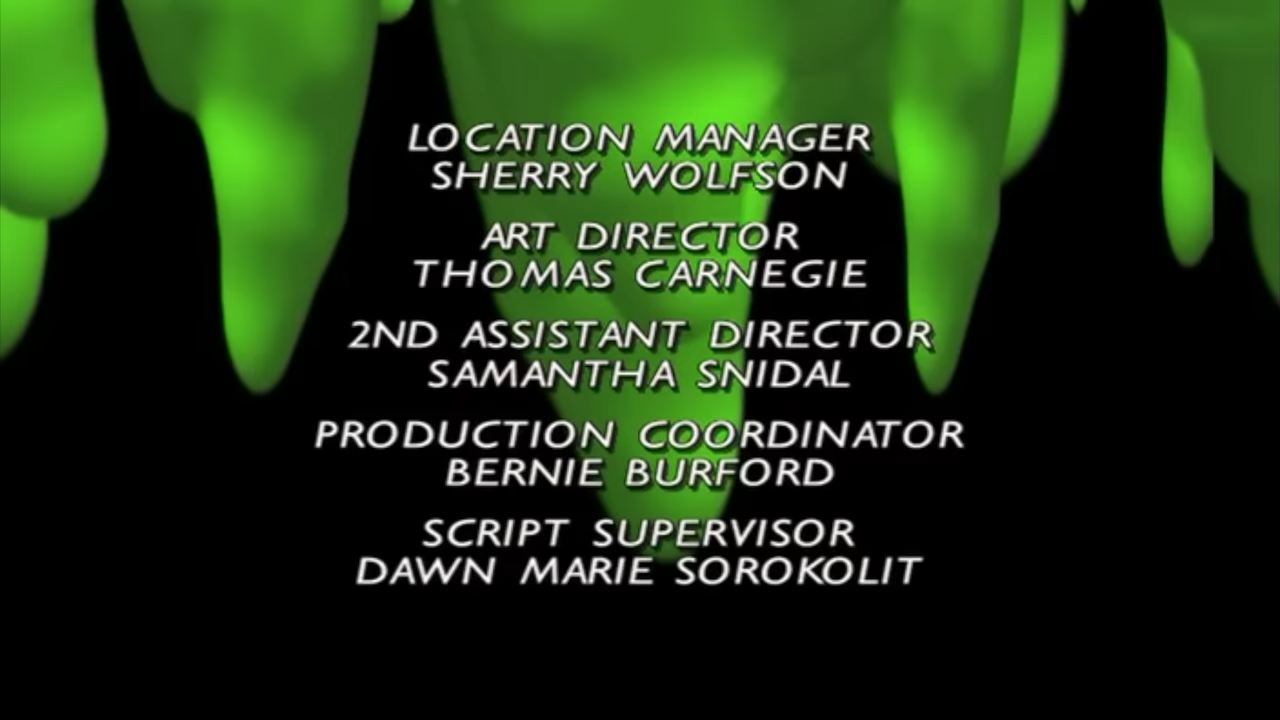 LOCATION MANAGER
SHERRY WOLFSON
ART DIRECTOR
THOMAS CARNEGIE
2ND ASSISTANT DIRECTOR
SAMANTHA SNIDAL
PRODUCTION COORDINATOR
BERNIE BURFORD
SCRIPT SUPERVISOR
DAWN MARIE SOROKOLIT